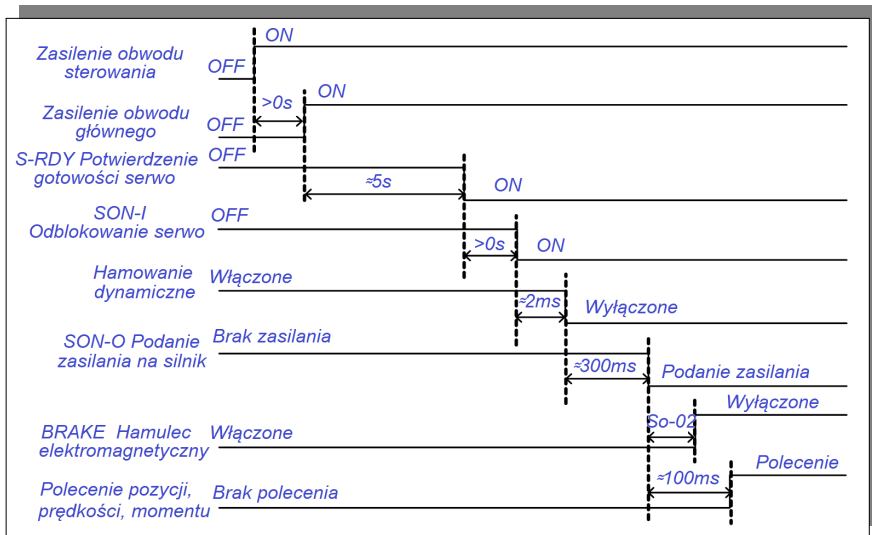 ON
Zasilenie obwodu
sterowania
OFF
>0s
ON
Zasilenie obwodu
głównego
OFF
S-RDY Potwierdzenie
gotowości serwo
OFF
≈5s
ON
SON-I
Odblokowanie serwo
OFF
>0s
ON
Hamowanie
dynamiczne
Włączone
≈2ms
Wyłączone
SON-O Podanie
zasilania na silnik
Brak zasilania
≈300ms
Podanie zasilania
Wyłączone
So-02
BRAKE Hamulec
elektromagnetyczny
Włączone
Polecenie
≈100ms
Polecenie pozycji,
prędkości, momentu
Brak polecenia